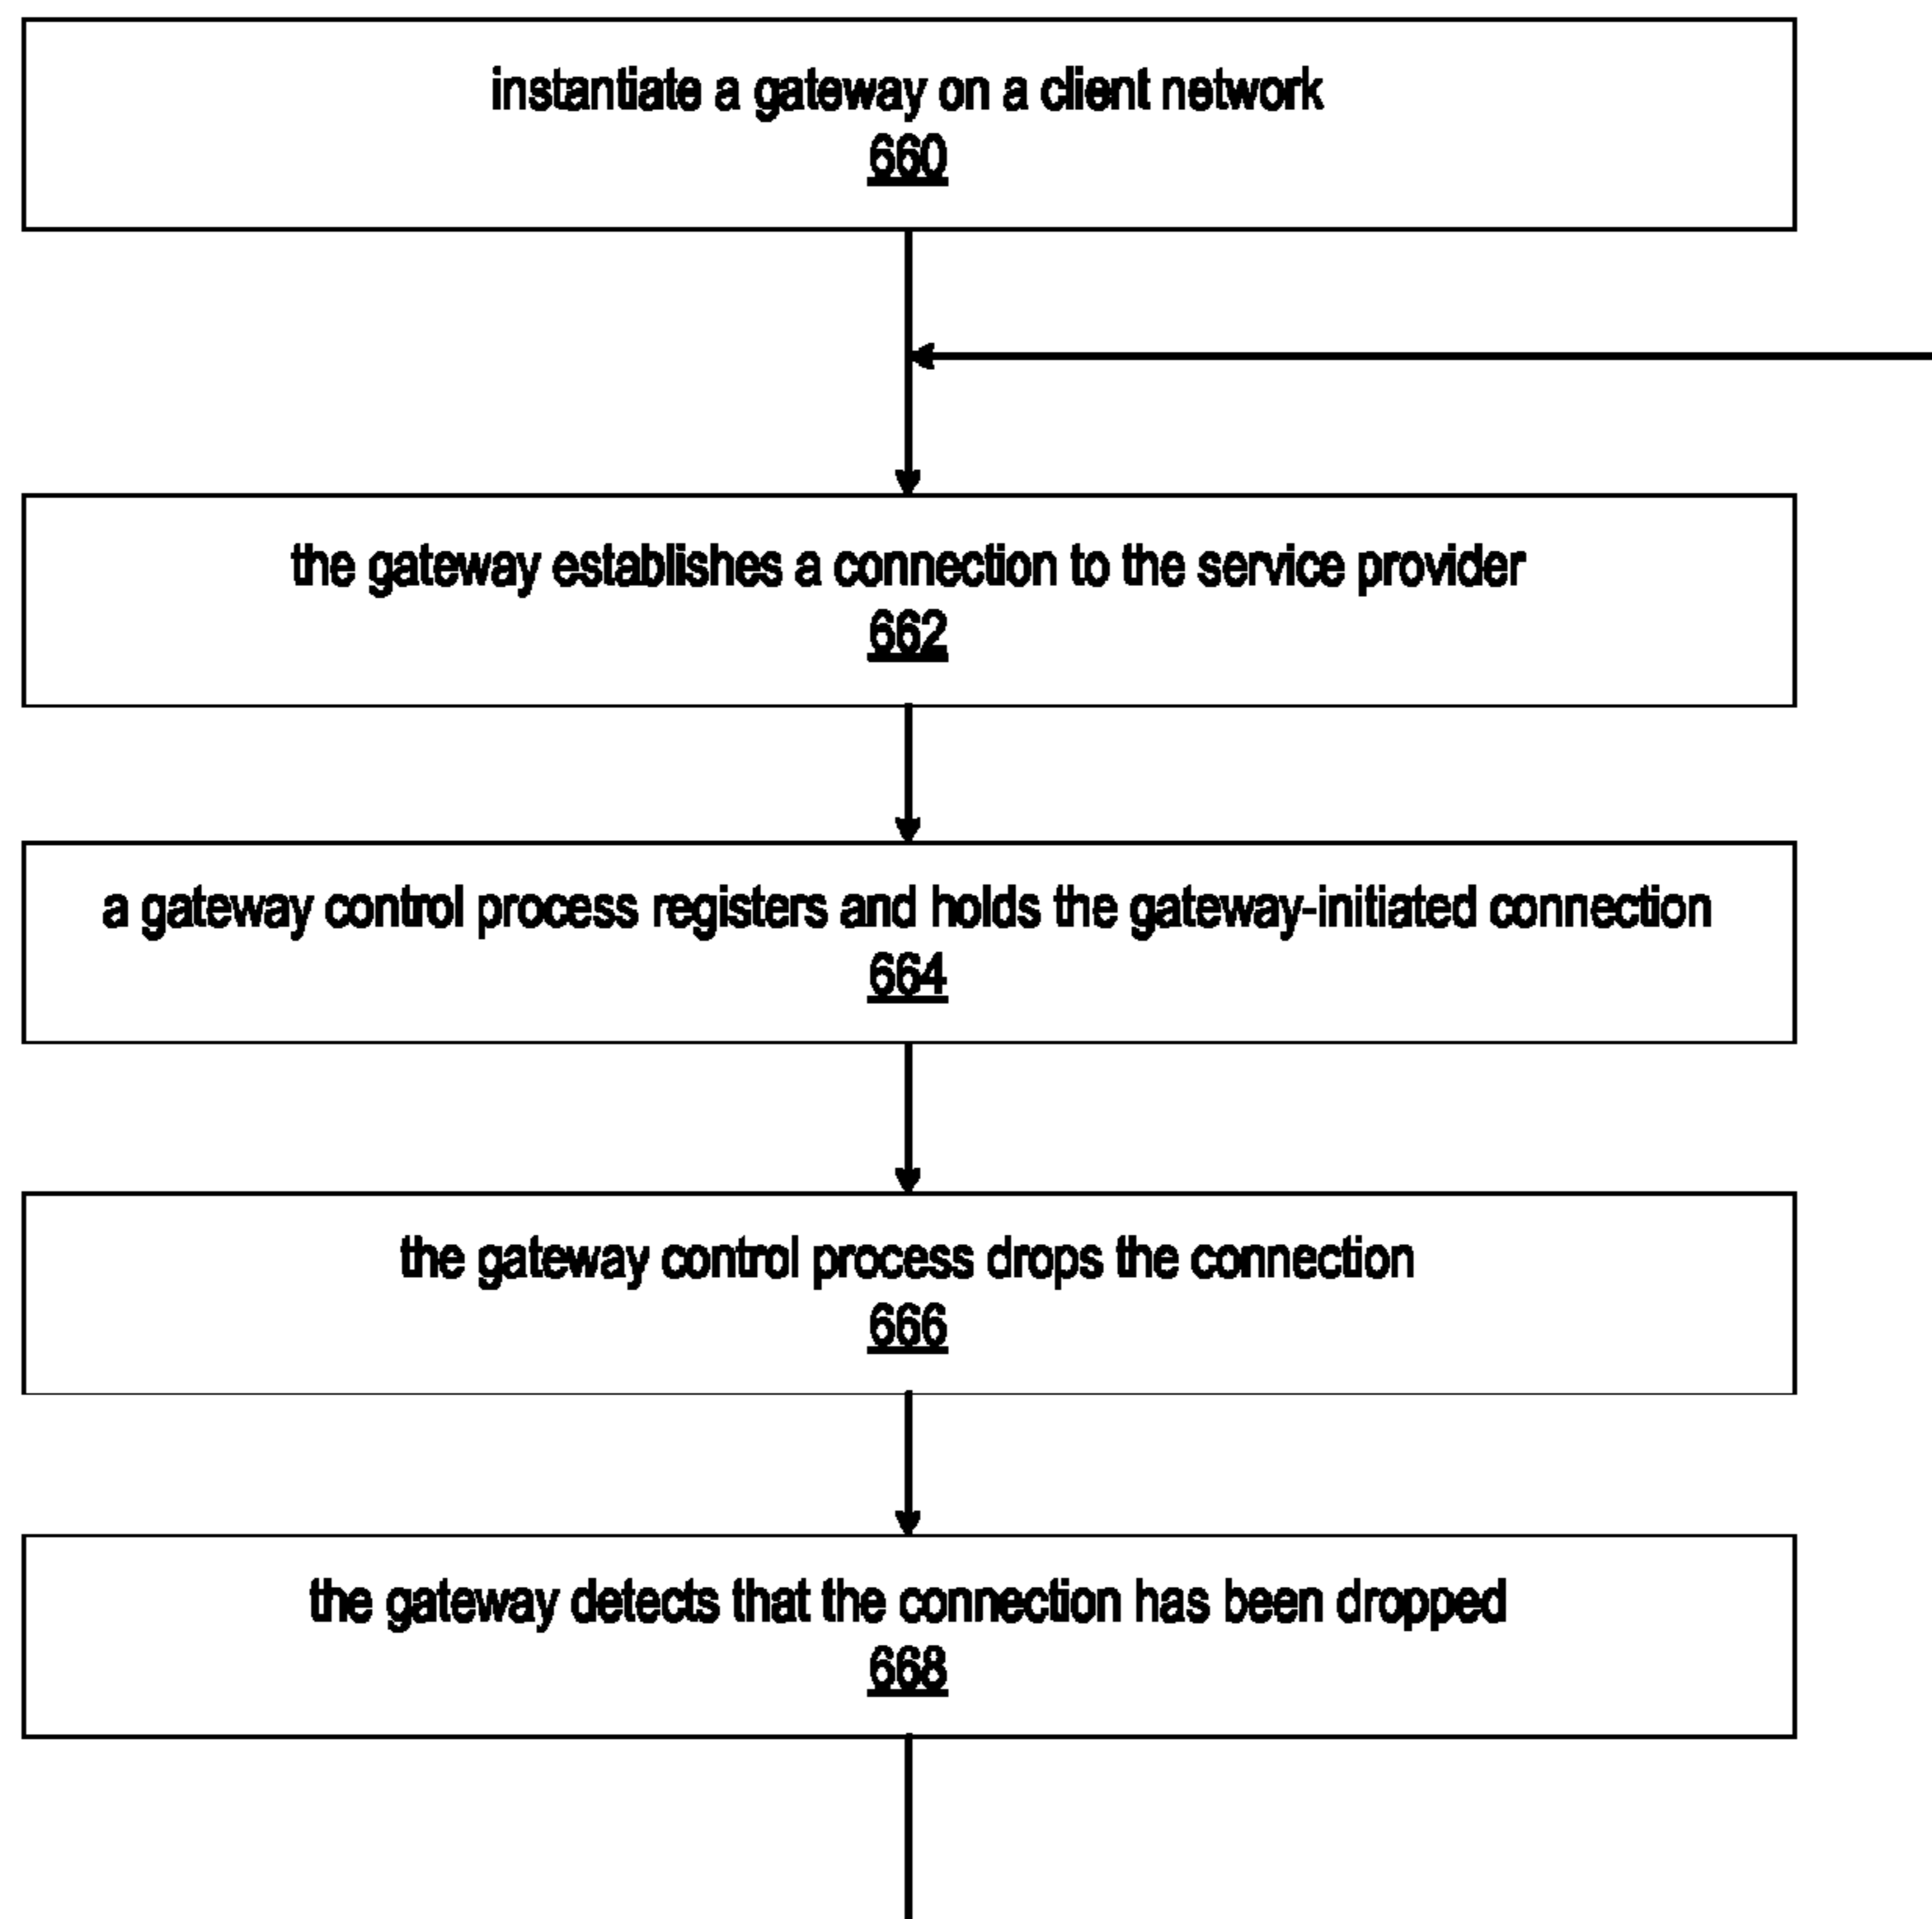 instantiate a gateway on a client network
660
the gateway establishes a connection to the service provider
662
a gateway control process registers and holds the gateway-initiated connection
664
the gateway control process drops the connection
666
the gateway detects that the connection has been dropped
668